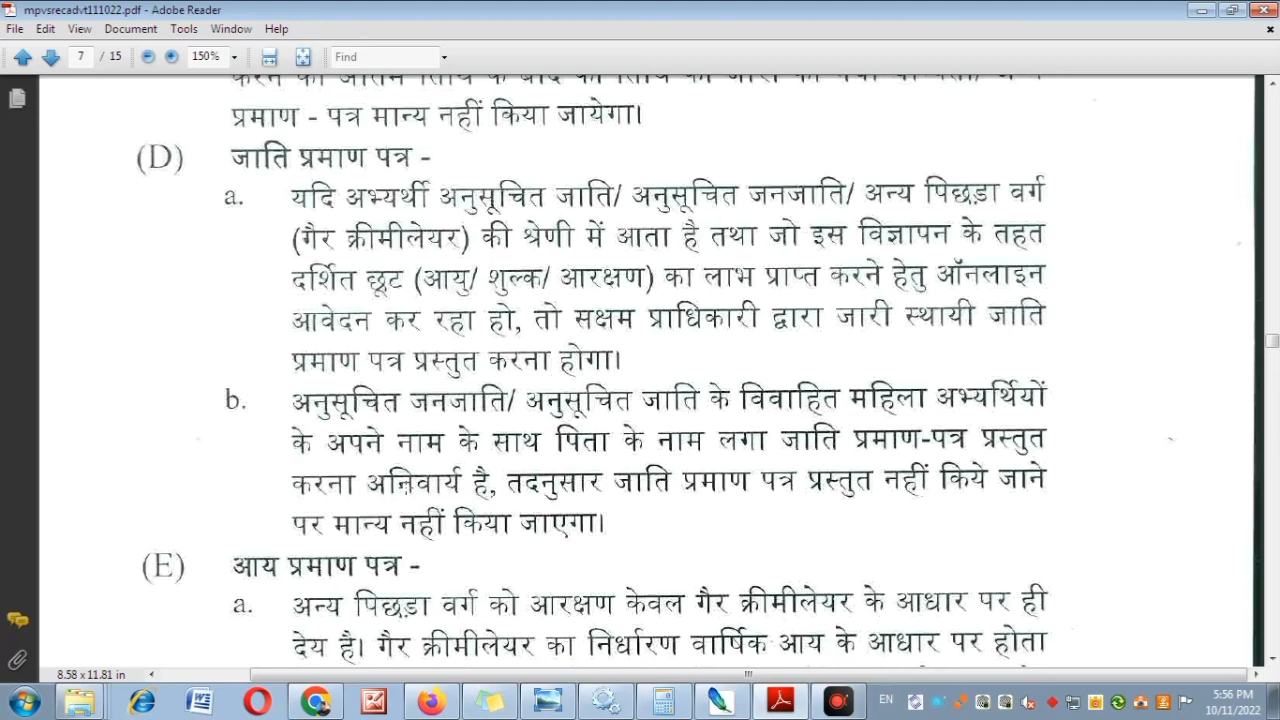 mpvsrecadvt111022.pdf - Adobe Reader
File Edit View Document Tools Window Help
7 / 15 150% Find
प्रमाण - पत्र मान्य नहीं किया जायेगा।
(D) जाति प्रमाण पत्र -
a. यदि अभ्यर्थी अनुसूचित जाति/ अनुसूचित जनजाति/ अन्य पिछड़ा वर्ग
(गैर क्रीमीलेयर) की श्रेणी में आता है तथा जो इस विज्ञापन के तहत
दर्शित छूट (आयु/ शुल्क/ आरक्षण) का लाभ प्राप्त करने हेतु ऑनलाइन
आवेदन कर रहा हो, तो सक्षम प्राधिकारी द्वारा जारी स्थायी जाति
प्रमाण पत्र प्रस्तुत करना होगा।
b. अनुसूचित जनजाति/ अनुसूचित जाति के विवाहित महिला अभ्यर्थियों
के अपने नाम के साथ पिता के नाम लगा जाति प्रमाण-पत्र प्रस्तुत
करना अनिवार्य है, तदनुसार जाति प्रमाण पत्र प्रस्तुत नहीं किये जाने
पर मान्य नहीं किया जाएगा।
(E) आय प्रमाण पत्र -
a. अन्य पिछड़ा वर्ग को आरक्षण केवल गैर क्रीमीलेयर के आधार पर ही
देय है। गैर क्रीमीलेयर का निर्धारण वार्षिक आय के आधार पर होता
8.58 x 11.81 in
EN
5:56 PM
10/11/2022